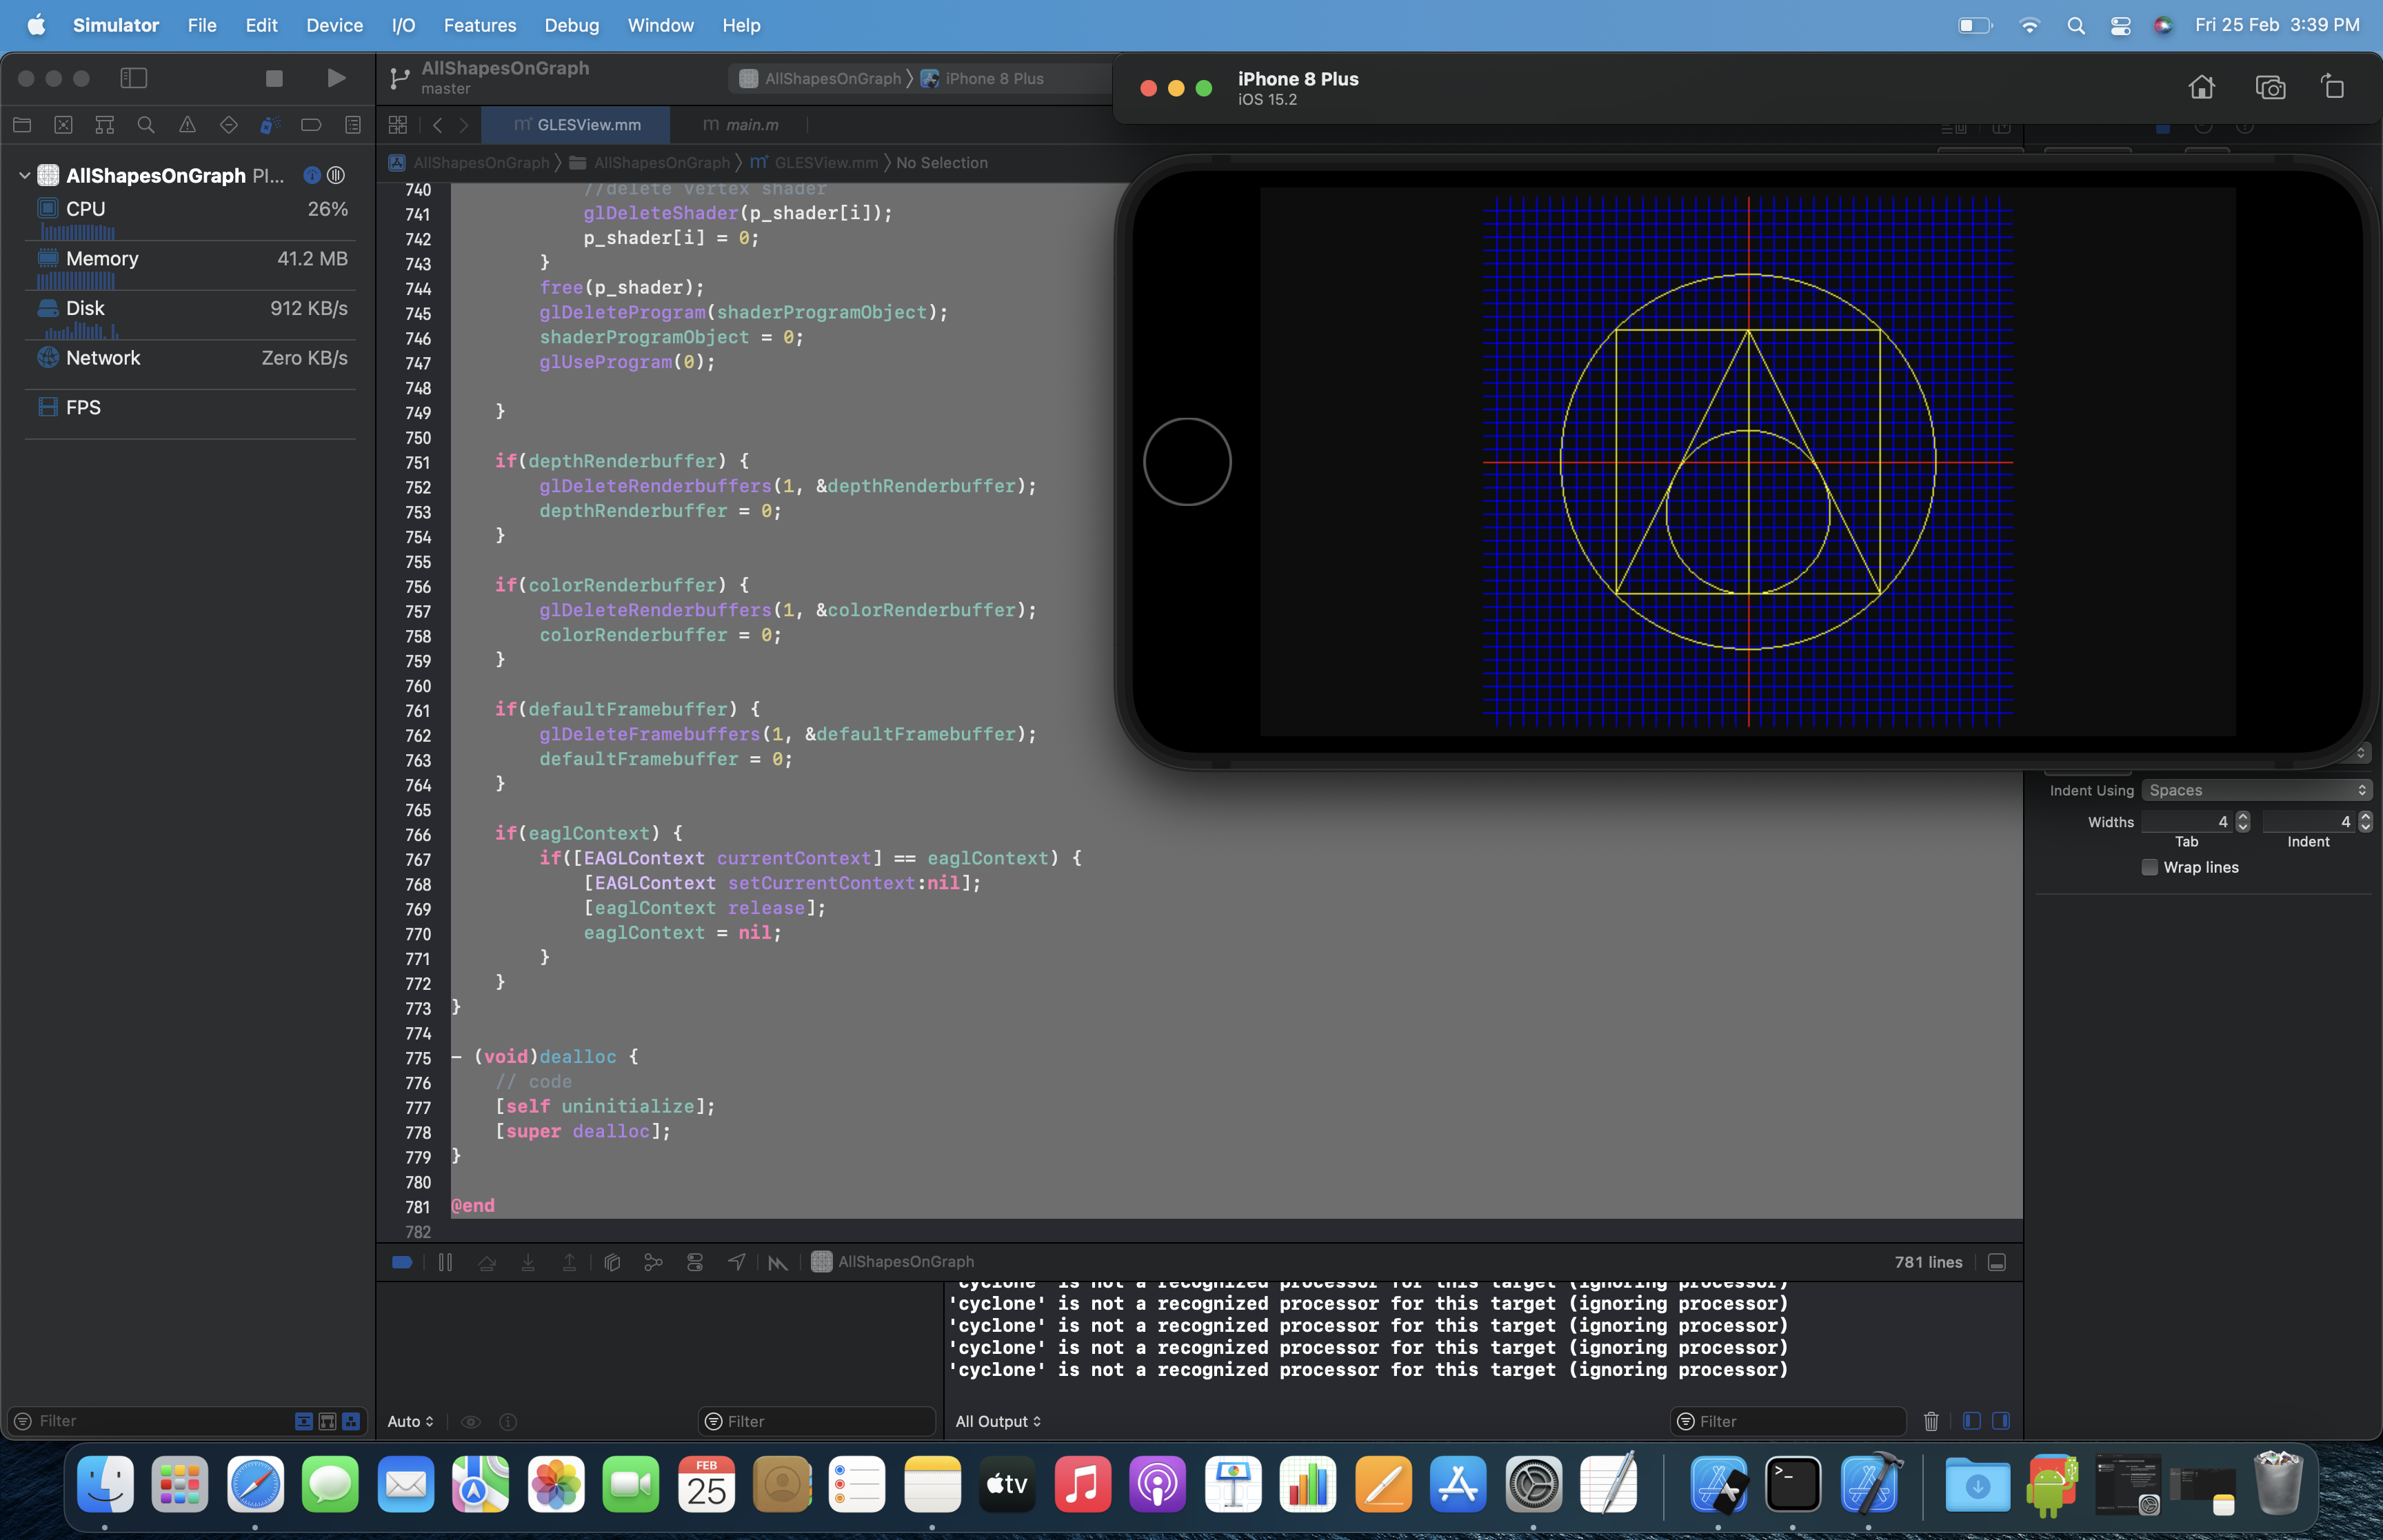 Simulator File Edit Device I/O Features Debug Window Help
Fri 25 Feb 3:39 PM
AllShapesOnGraph
master
AllShapesOnGraph iPhone 8 Plus
iPhone 8 Plus
iOS 15.2
GLESView.mm
main.m
AllShapesOnGraph AllShapesOnGraph GLESView.mm No Selection
AllShapesOnGraph PI...
CPU 26%
Memory 41.2 MB
Disk 912 KB/s
Network Zero KB/s
FPS
740 //delete vertex shader
741 glDeleteShader(p_shader[i]);
742 p_shader[i] = 0;
743 }
744 free(p_shader);
745 glDeleteProgram(shaderProgramObject);
746 shaderProgramObject = 0;
747 glUseProgram(0);
748
749 }
750
751 if(depthRenderbuffer) {
752 glDeleteRenderbuffers(1, &depthRenderbuffer);
753 depthRenderbuffer = 0;
754 }
755
756 if(colorRenderbuffer) {
757 glDeleteRenderbuffers(1, &colorRenderbuffer);
758 colorRenderbuffer = 0;
759 }
760
761 if(defaultFramebuffer) {
762 glDeleteFramebuffers(1, &defaultFramebuffer);
763 defaultFramebuffer = 0;
764 }
765
766 if(eaglContext) {
767 if([EAGLContext currentContext] == eaglContext) {
768 [EAGLContext setCurrentContext:nil];
769 [eaglContext release];
770 eaglContext = nil;
771 }
772 }
773 }
774
775 - (void)dealloc {
776 // code
777 [self uninitialize];
778 [super dealloc];
779 }
780
781 @end
782
Indent Using Spaces
Widths 4 4
Tab Indent
Wrap lines
AllShapesOnGraph
781 lines
'cyclone' is not a recognized processor for this target (ignoring processor)
'cyclone' is not a recognized processor for this target (ignoring processor)
'cyclone' is not a recognized processor for this target (ignoring processor)
'cyclone' is not a recognized processor for this target (ignoring processor)
'cyclone' is not a recognized processor for this target (ignoring processor)
Filter
Auto
Filter
All Output
Filter
FEB
25
tv